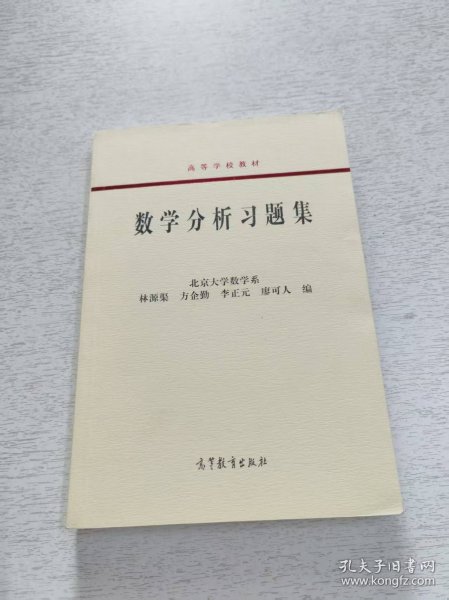 高等学校教材
数学分析习题集
北京大学数学系
林源渠 方企勤 李正元 廖可人 编
高等教育出版社
孔夫子旧书网
www.kongfz.com